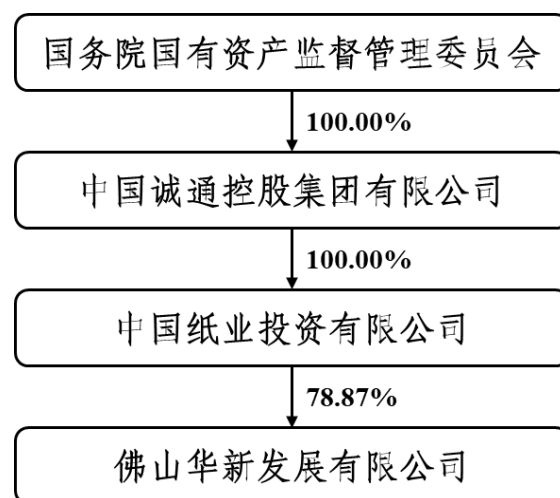 国务院国有资产监督管理委员会
100.00%
中国诚通控股集团有限公司
100.00%
中国纸业投资有限公司
78.87%
佛山华新发展有限公司